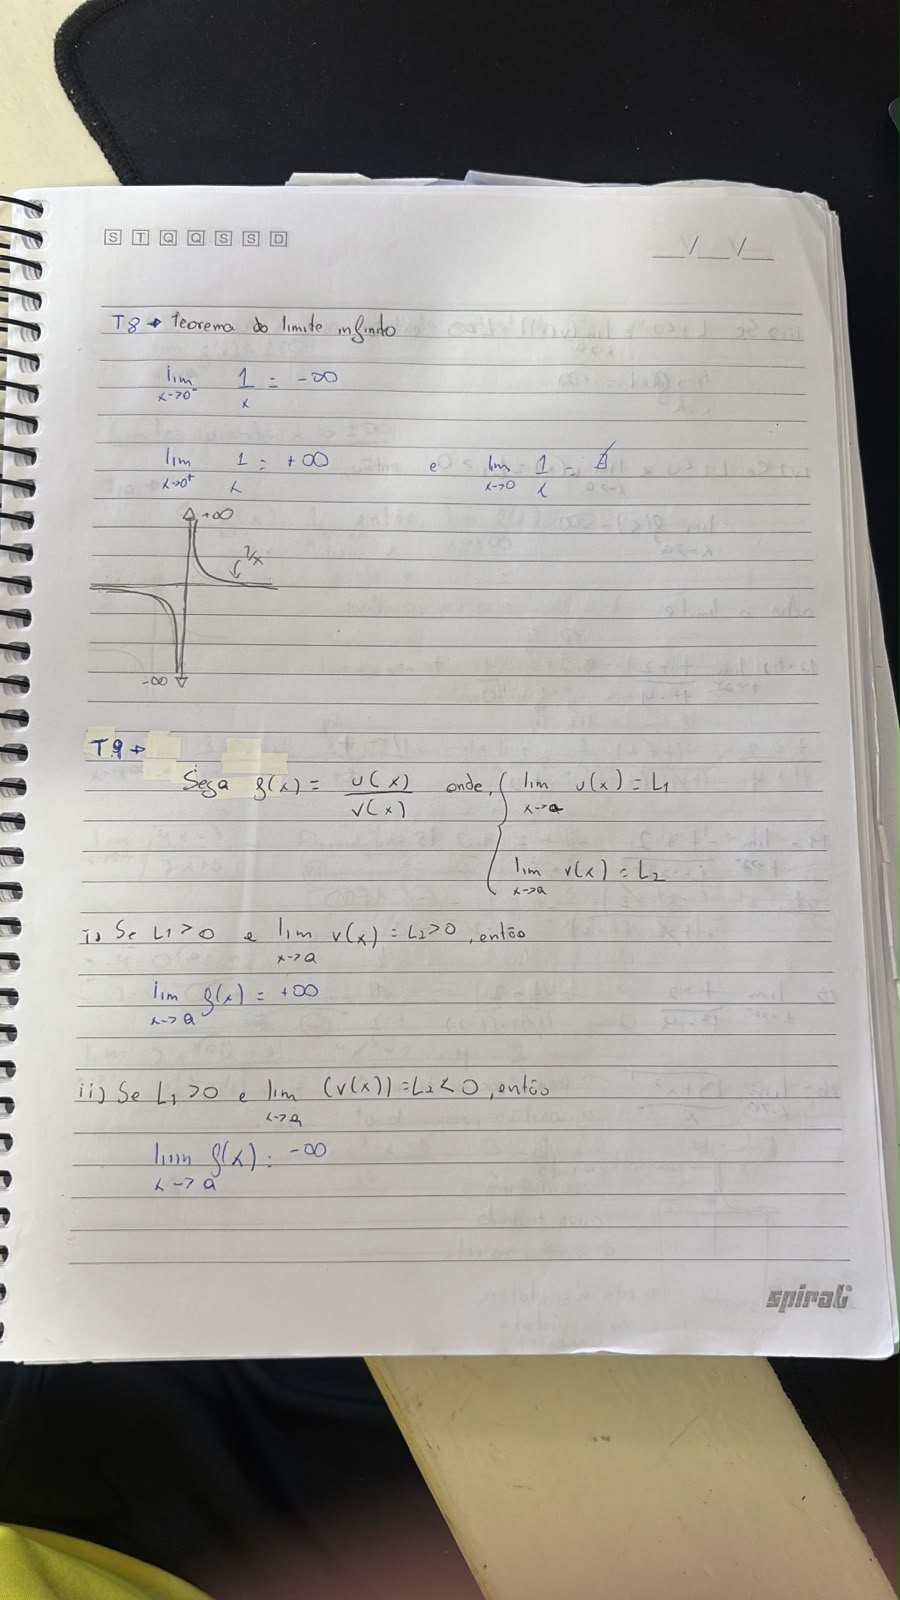 S T Q Q S S D
__/__/__
T8 → Teorema do limite infindo
lim x→0⁻ 1/x = -∞
lim x→0⁺ 1/x = +∞ e lim x→0 1/x = ∄
+∞
1/x
-∞
T9 →
Seja g(x) = u(x)/v(x) onde, { lim x→a u(x) = L₁
lim x→a v(x) = L₂
i) Se L₁ > 0 e lim x→a v(x) = L₂ > 0, então
lim x→a g(x) = +∞
ii) Se L₁ > 0 e lim x→a (v(x)) = L₂ < 0, então
lim x→a g(x) = -∞
spiral